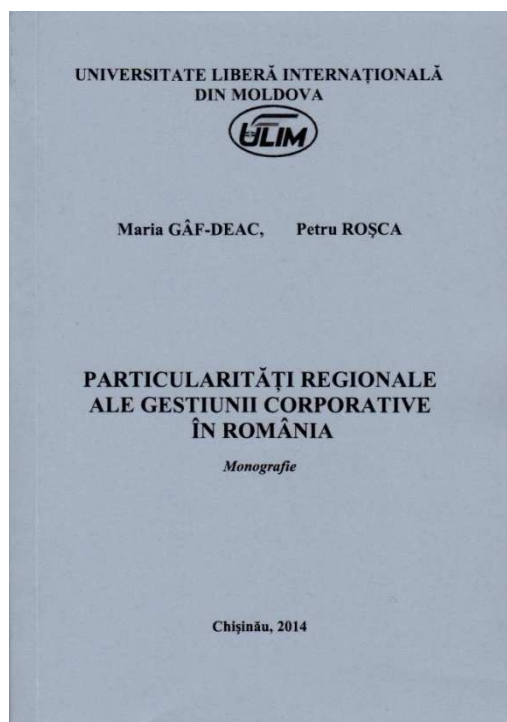 UNIVERSITATE LIBERĂ INTERNAȚIONALĂ
DIN MOLDOVA
ULIM
Maria GÂF-DEAC, Petru ROȘCA
PARTICULARITĂȚI REGIONALE
ALE GESTIUNII CORPORATIVE
ÎN ROMÂNIA
Monografie
Chișinău, 2014